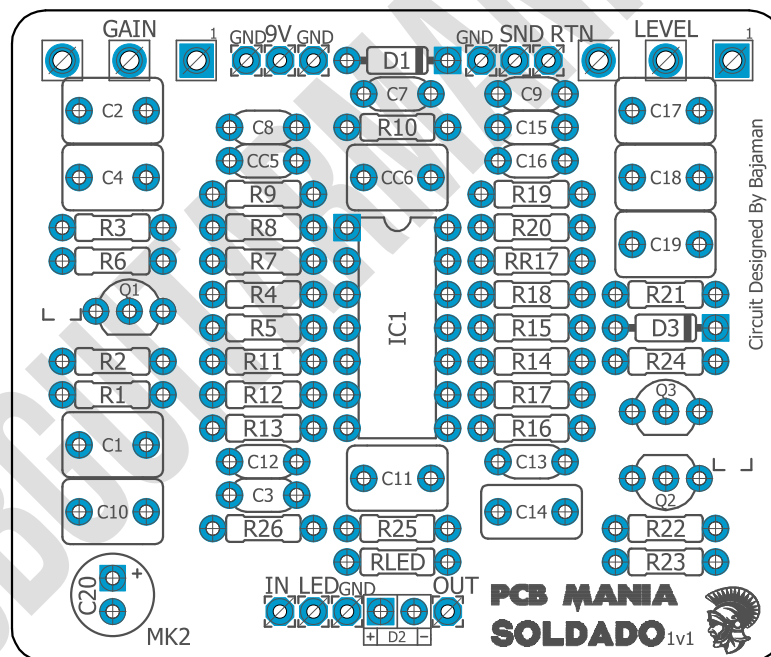 GAIN
1
GND 9V GND
D1
GND SND RTN
LEVEL
1
C2
C7
C9
C17
C8
R10
C15
C4
CC5
CC6
C16
C18
R9
R19
R3
R8
R20
C19
R6
R7
RR17
Q1
R4
R18
R21
R5
IC1
R15
D3
R2
R11
R14
R24
R1
R12
R17
Q3
R13
R16
C1
C12
C11
C13
C3
Q2
C10
C14
R26
R25
R22
RLED
R23
C20
+
IN LED GND
OUT
+ D2 −
MK2
PCB MANIA
SOLDADO 1v1
Circuit Designed By Bajaman